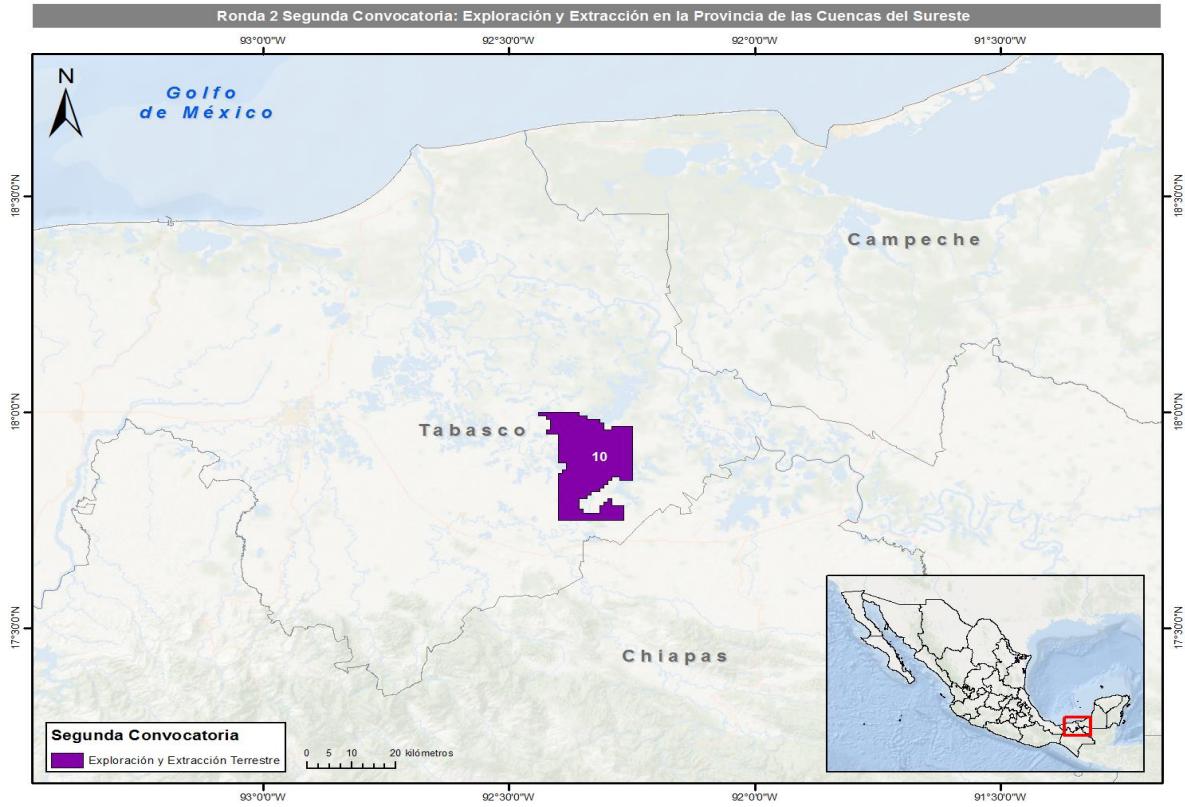 Ronda 2 Segunda Convocatoria: Exploración y Extracción en la Provincia de las Cuencas del Sureste
93°0'0"W 92°30'0"W 92°0'0"W 91°30'0"W
N
Golfo
de México
18°30'0"N 18°30'0"N
Campeche
18°0'0"N 18°0'0"N
Tabasco
10
17°30'0"N 17°30'0"N
Chiapas
Segunda Convocatoria
Exploración y Extracción Terrestre
0 5 10 20 kilómetros
93°0'0"W 92°30'0"W 92°0'0"W 91°30'0"W